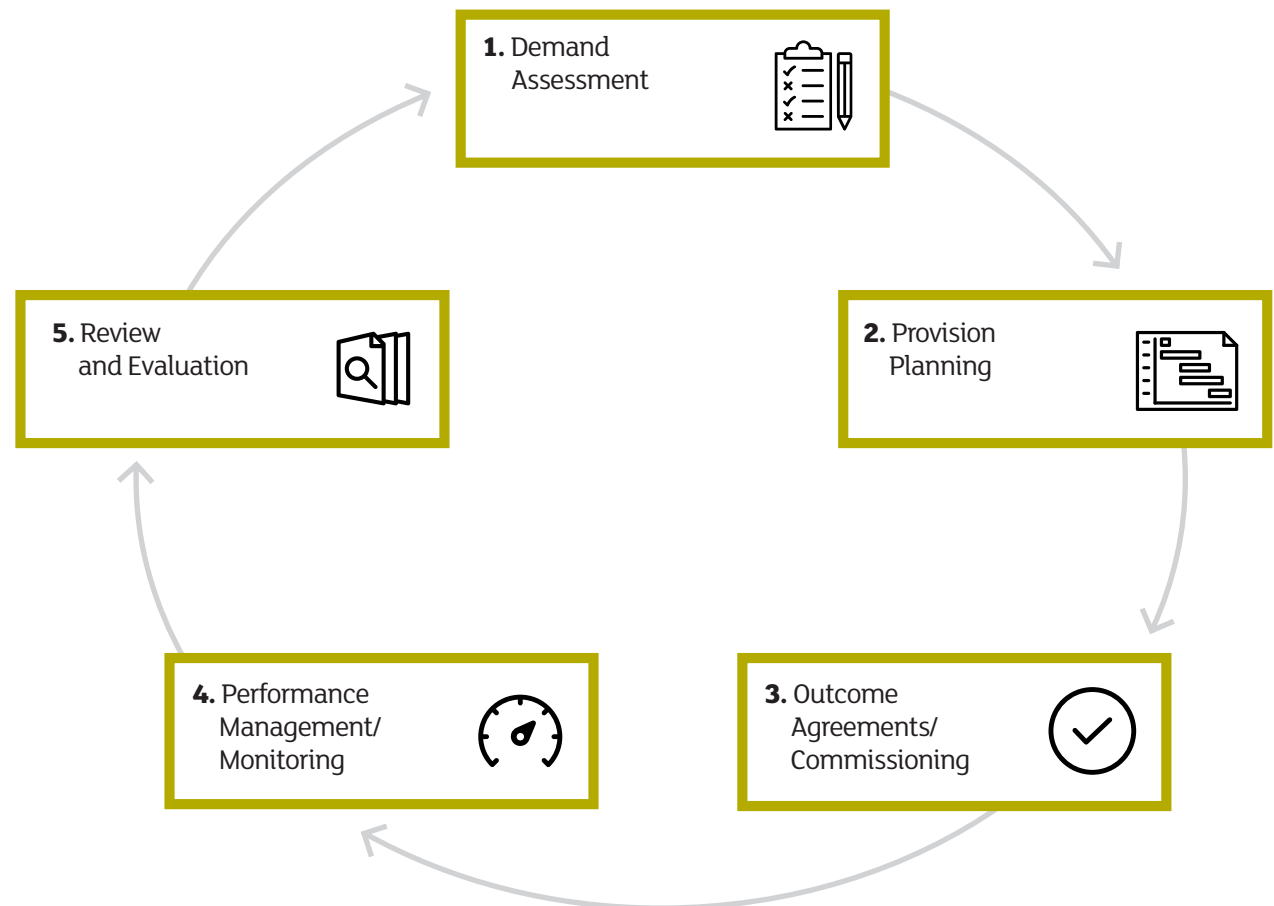 1. Demand
Assessment
2. Provision
Planning
3. Outcome
Agreements/
Commissioning
4. Performance
Management/
Monitoring
5. Review
and Evaluation